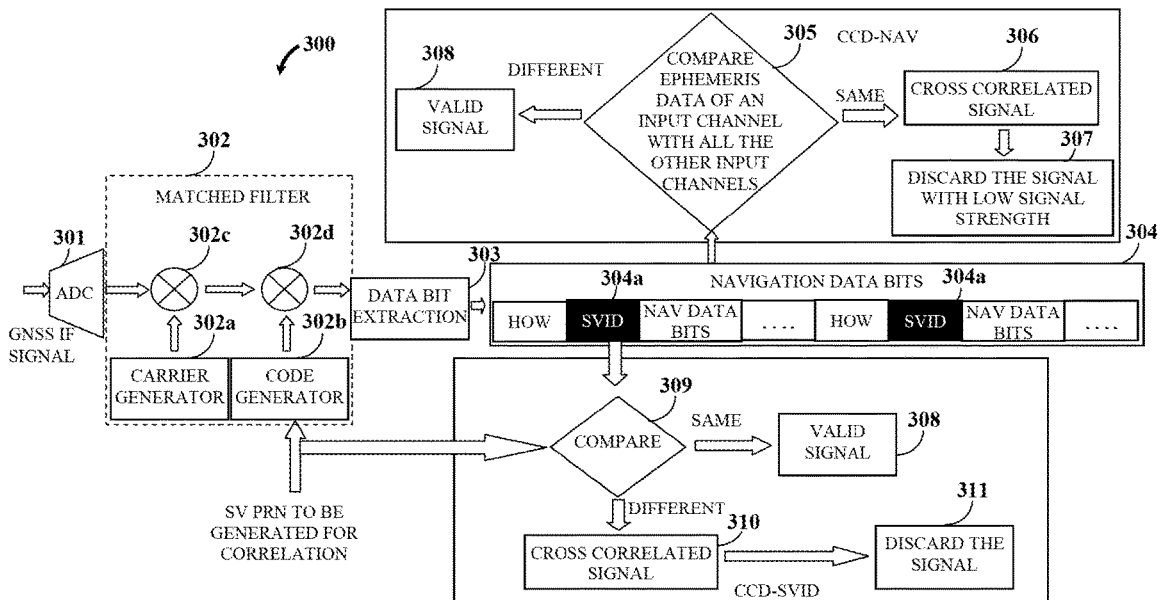 300
308
DIFFERENT
VALID
SIGNAL
305
COMPARE
EPHEMERIS
DATA OF AN
INPUT CHANNEL
WITH ALL THE
OTHER INPUT
CHANNELS
CCD-NAV
SAME
306
CROSS CORRELATED
SIGNAL
307
DISCARD THE SIGNAL
WITH LOW SIGNAL
STRENGTH
302
MATCHED FILTER
301
ADC
GNSS IF
SIGNAL
302c
302d
302a
302b
CARRIER
GENERATOR
CODE
GENERATOR
303
DATA BIT
EXTRACTION
304
NAVIGATION DATA BITS
304a
304a
HOW
SVID
NAV DATA
BITS
. . . .
HOW
SVID
NAV DATA
BITS
. . . .
SV PRN TO BE
GENERATED FOR
CORRELATION
309
COMPARE
SAME
VALID
SIGNAL
308
DIFFERENT
310
CROSS CORRELATED
SIGNAL
311
DISCARD THE
SIGNAL
CCD-SVID